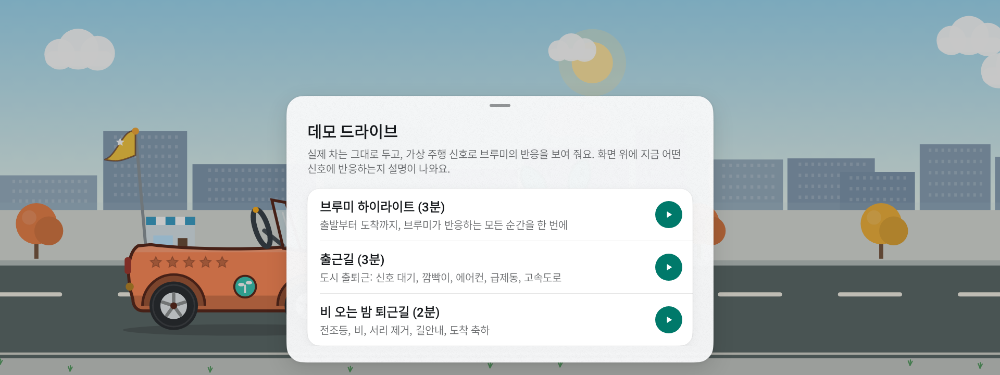 데모 드라이브
실제 차는 그대로 두고, 가상 주행 신호로 브루미의 반응을 보여 줘요. 화면 위에 지금 어떤
신호에 반응하는지 설명이 나와요.
브루미 하이라이트 (3분)
출발부터 도착까지, 브루미가 반응하는 모든 순간을 한 번에
출근길 (3분)
도시 출퇴근: 신호 대기, 깜빡이, 에어컨, 급제동, 고속도로
비 오는 밤 퇴근길 (2분)
전조등, 비, 서리 제거, 길안내, 도착 축하